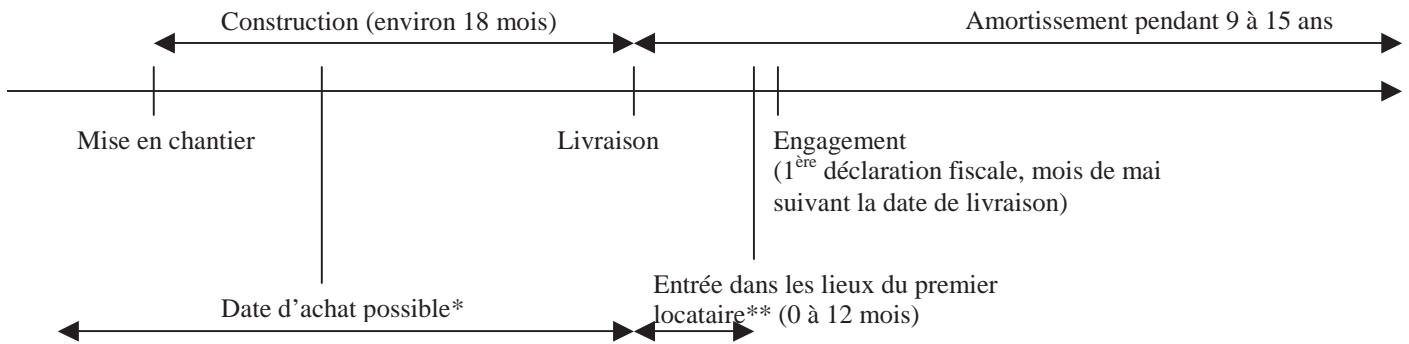 Construction (environ 18 mois)
Amortissement pendant 9 à 15 ans
Mise en chantier
Livraison
Engagement
(1ère déclaration fiscale, mois de mai
suivant la date de livraison)
Date d’achat possible*
Entrée dans les lieux du premier
locataire** (0 à 12 mois)